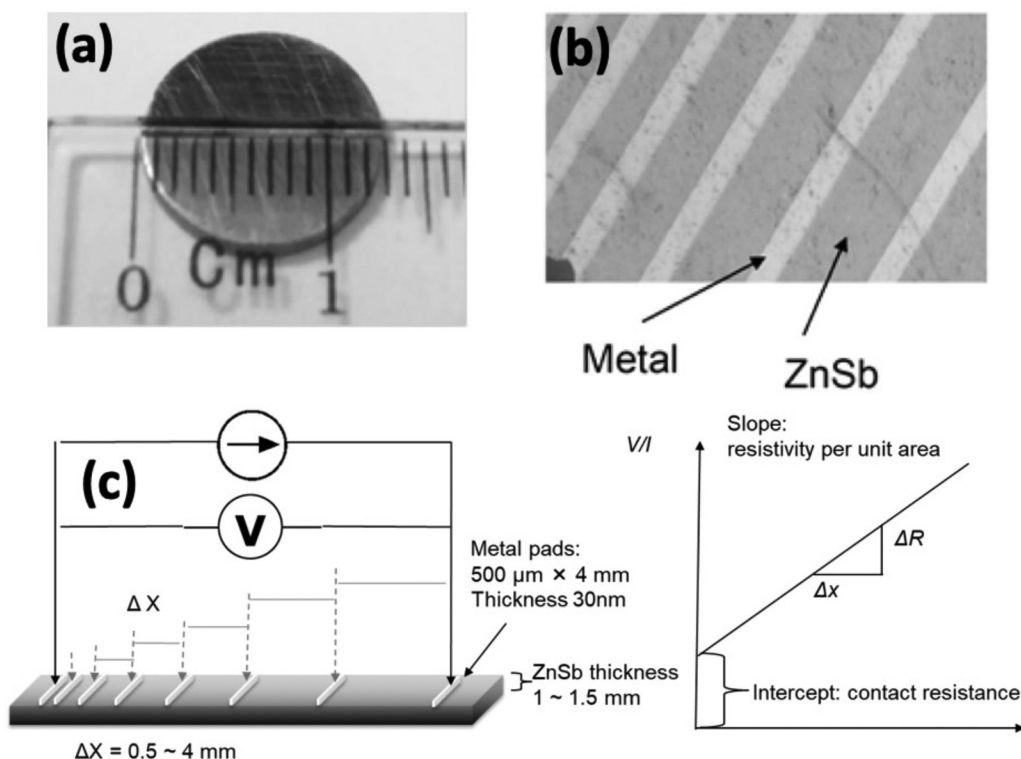 (a)
0 Cm 1
(b)
Metal
ZnSb
(c)
V
Δ X
Metal pads:
500 µm × 4 mm
Thickness 30nm
ZnSb thickness
1 ~ 1.5 mm
ΔX = 0.5 ~ 4 mm
V/I
Slope:
resistivity per unit area
ΔR
Δx
Intercept: contact resistance